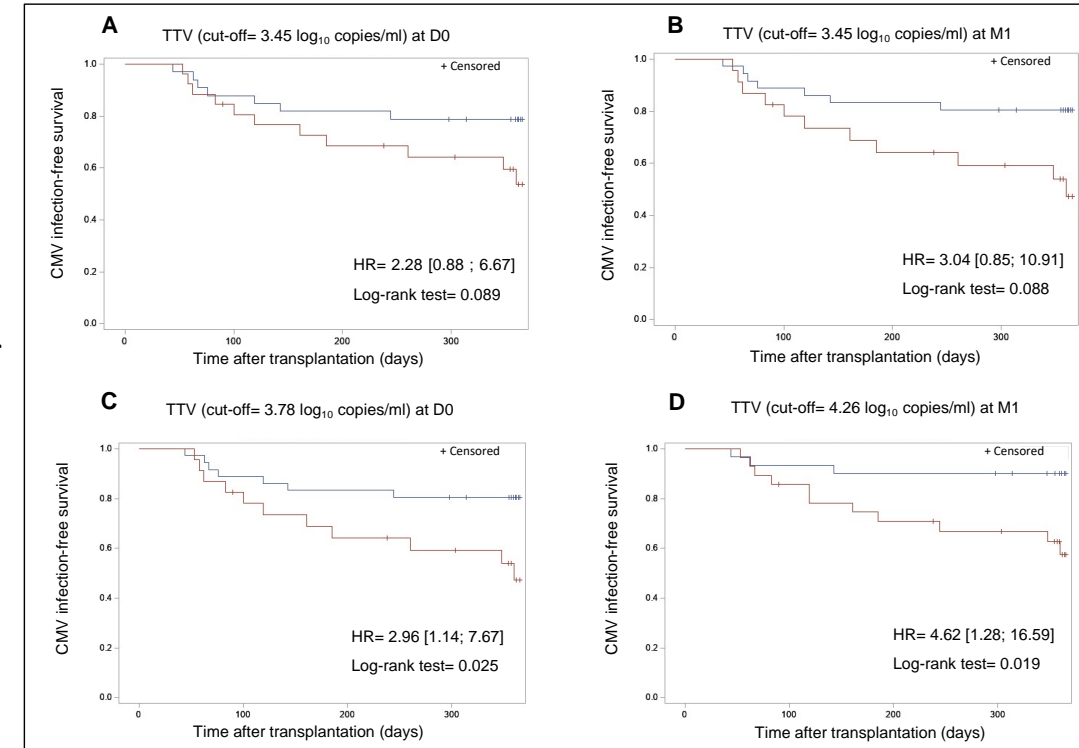 A
TTV (cut-off= 3.45 log10 copies/ml) at D0
+ Censored
CMV infection-free survival
1.0
0.8
0.6
0.4
0.2
0.0
HR= 2.28 [0.88 ; 6.67]
Log-rank test= 0.089
0 100 200 300
Time after transplantation (days)
B
TTV (cut-off= 3.45 log10 copies/ml) at M1
+ Censored
CMV infection-free survival
1.0
0.8
0.6
0.4
0.2
0.0
HR= 3.04 [0.85; 10.91]
Log-rank test= 0.088
0 100 200 300
Time after transplantation (days)
C
TTV (cut-off= 3.78 log10 copies/ml) at D0
+ Censored
CMV infection-free survival
1.0
0.8
0.6
0.4
0.2
0.0
HR= 2.96 [1.14; 7.67]
Log-rank test= 0.025
0 100 200 300
Time after transplantation (days)
D
TTV (cut-off= 4.26 log10 copies/ml) at M1
+ Censored
CMV infection-free survival
1.0
0.8
0.6
0.4
0.2
0.0
HR= 4.62 [1.28; 16.59]
Log-rank test= 0.019
0 100 200 300
Time after transplantation (days)